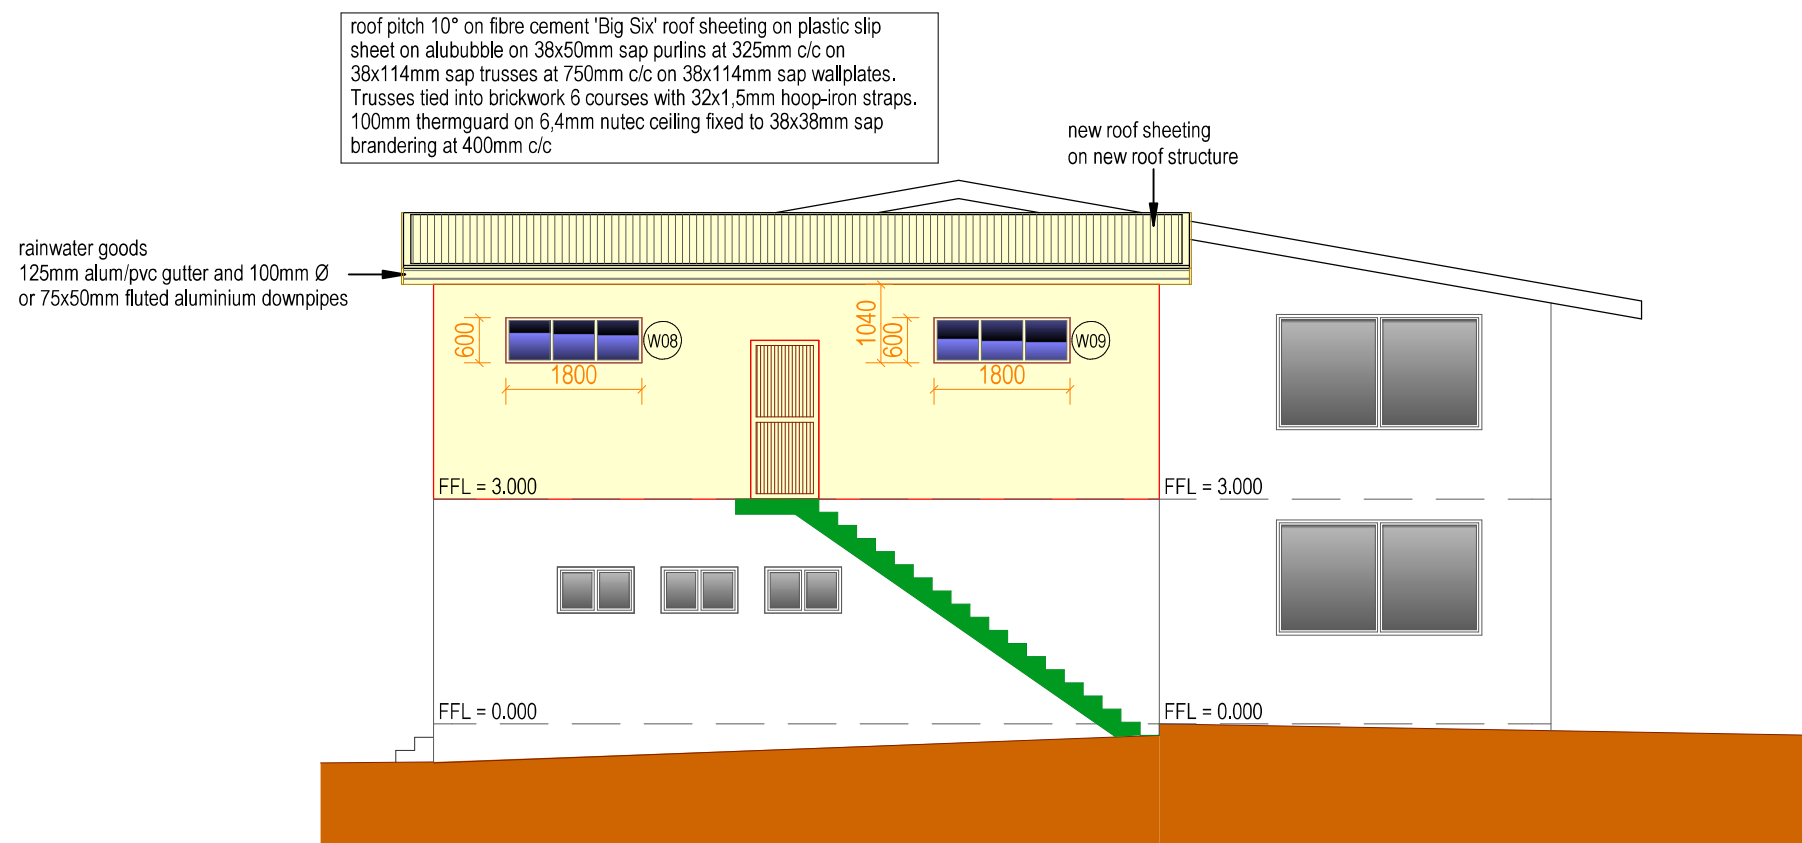 roof pitch 10° on fibre cement 'Big Six' roof sheeting on plastic slip
sheet on alububble on 38x50mm sap purlins at 325mm c/c on
38x114mm sap trusses at 750mm c/c on 38x114mm sap wallplates.
Trusses tied into brickwork 6 courses with 32x1,5mm hoop-iron straps.
100mm thermguard on 6,4mm nutec ceiling fixed to 38x38mm sap
brandering at 400mm c/c
new roof sheeting
on new roof structure
rainwater goods
125mm alum/pvc gutter and 100mm Ø
or 75x50mm fluted aluminium downpipes
600
W08
1800
1040
600
W09
1800
FFL = 3.000
FFL = 3.000
FFL = 0.000
FFL = 0.000